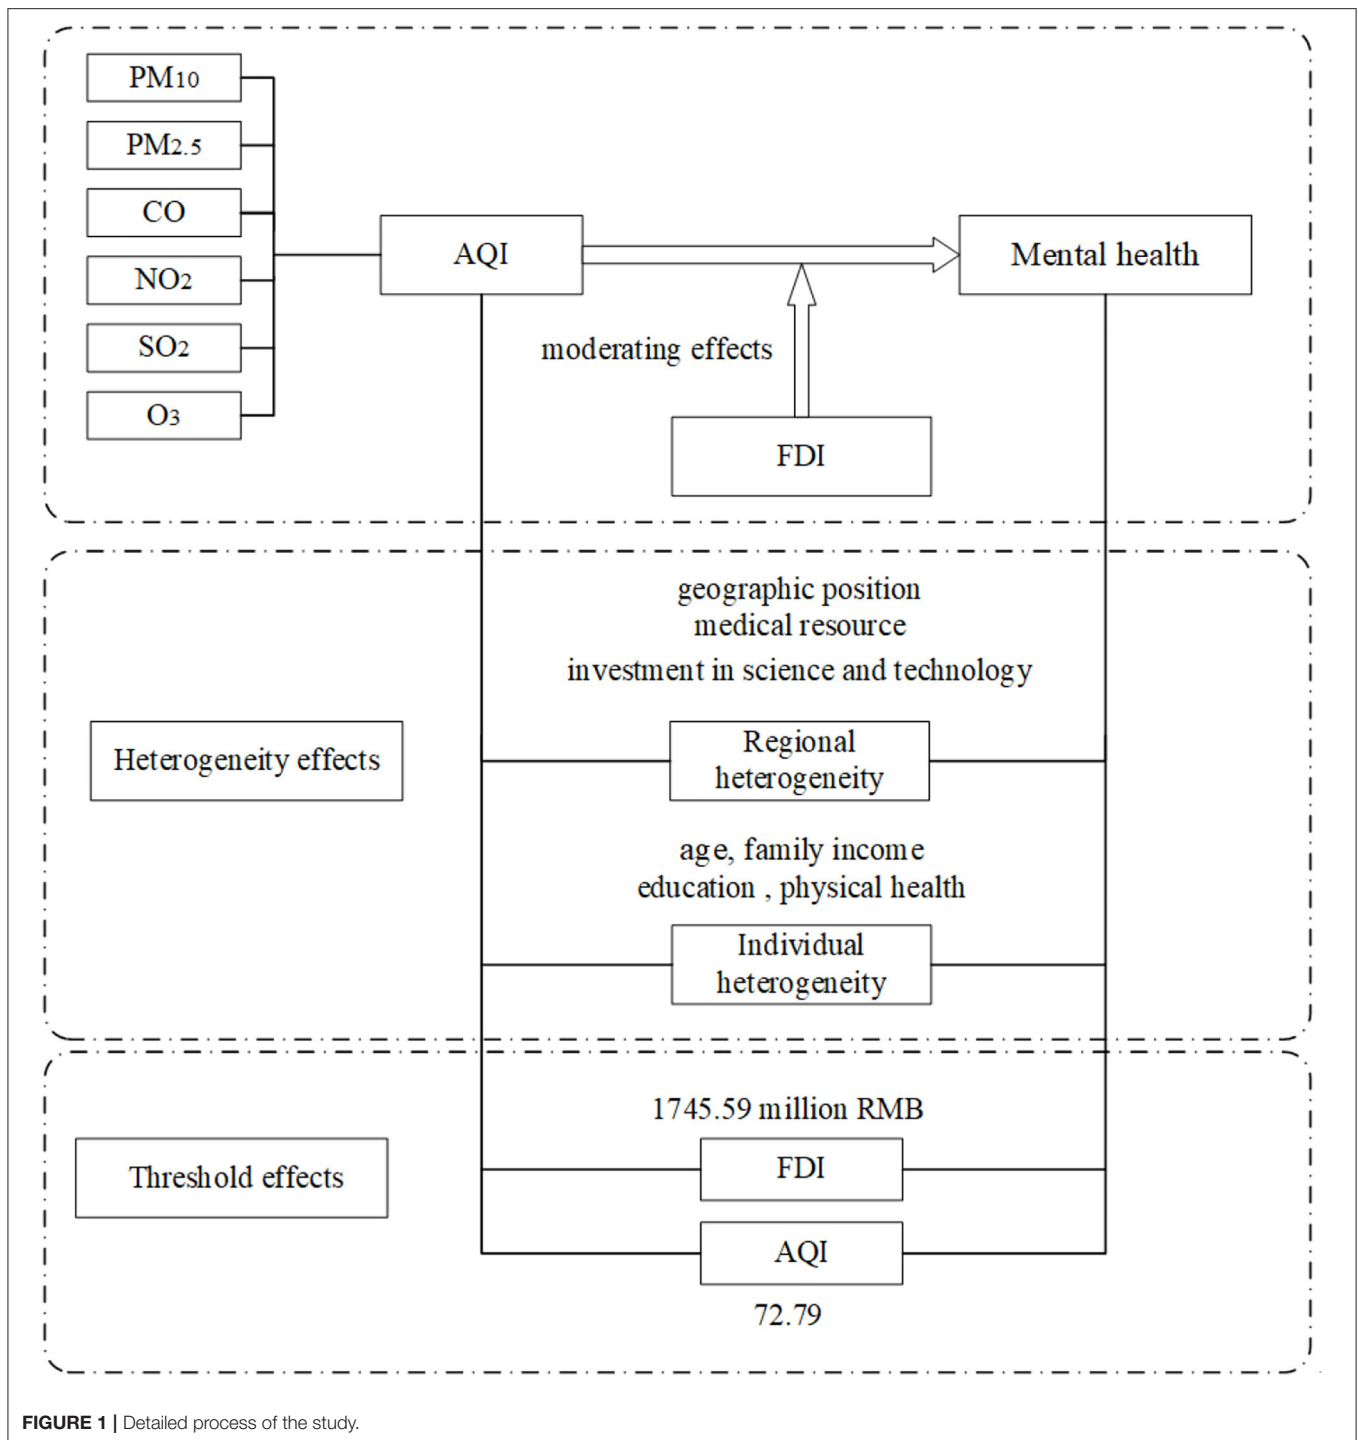 PM10
PM2.5
CO
NO2
SO2
O3
AQI
Mental health
moderating effects
FDI
geographic position
medical resource
investment in science and technology
Heterogeneity effects
Regional
heterogeneity
age, family income
education , physical health
Individual
heterogeneity
1745.59 million RMB
Threshold effects
FDI
AQI
72.79
FIGURE 1 | Detailed process of the study.